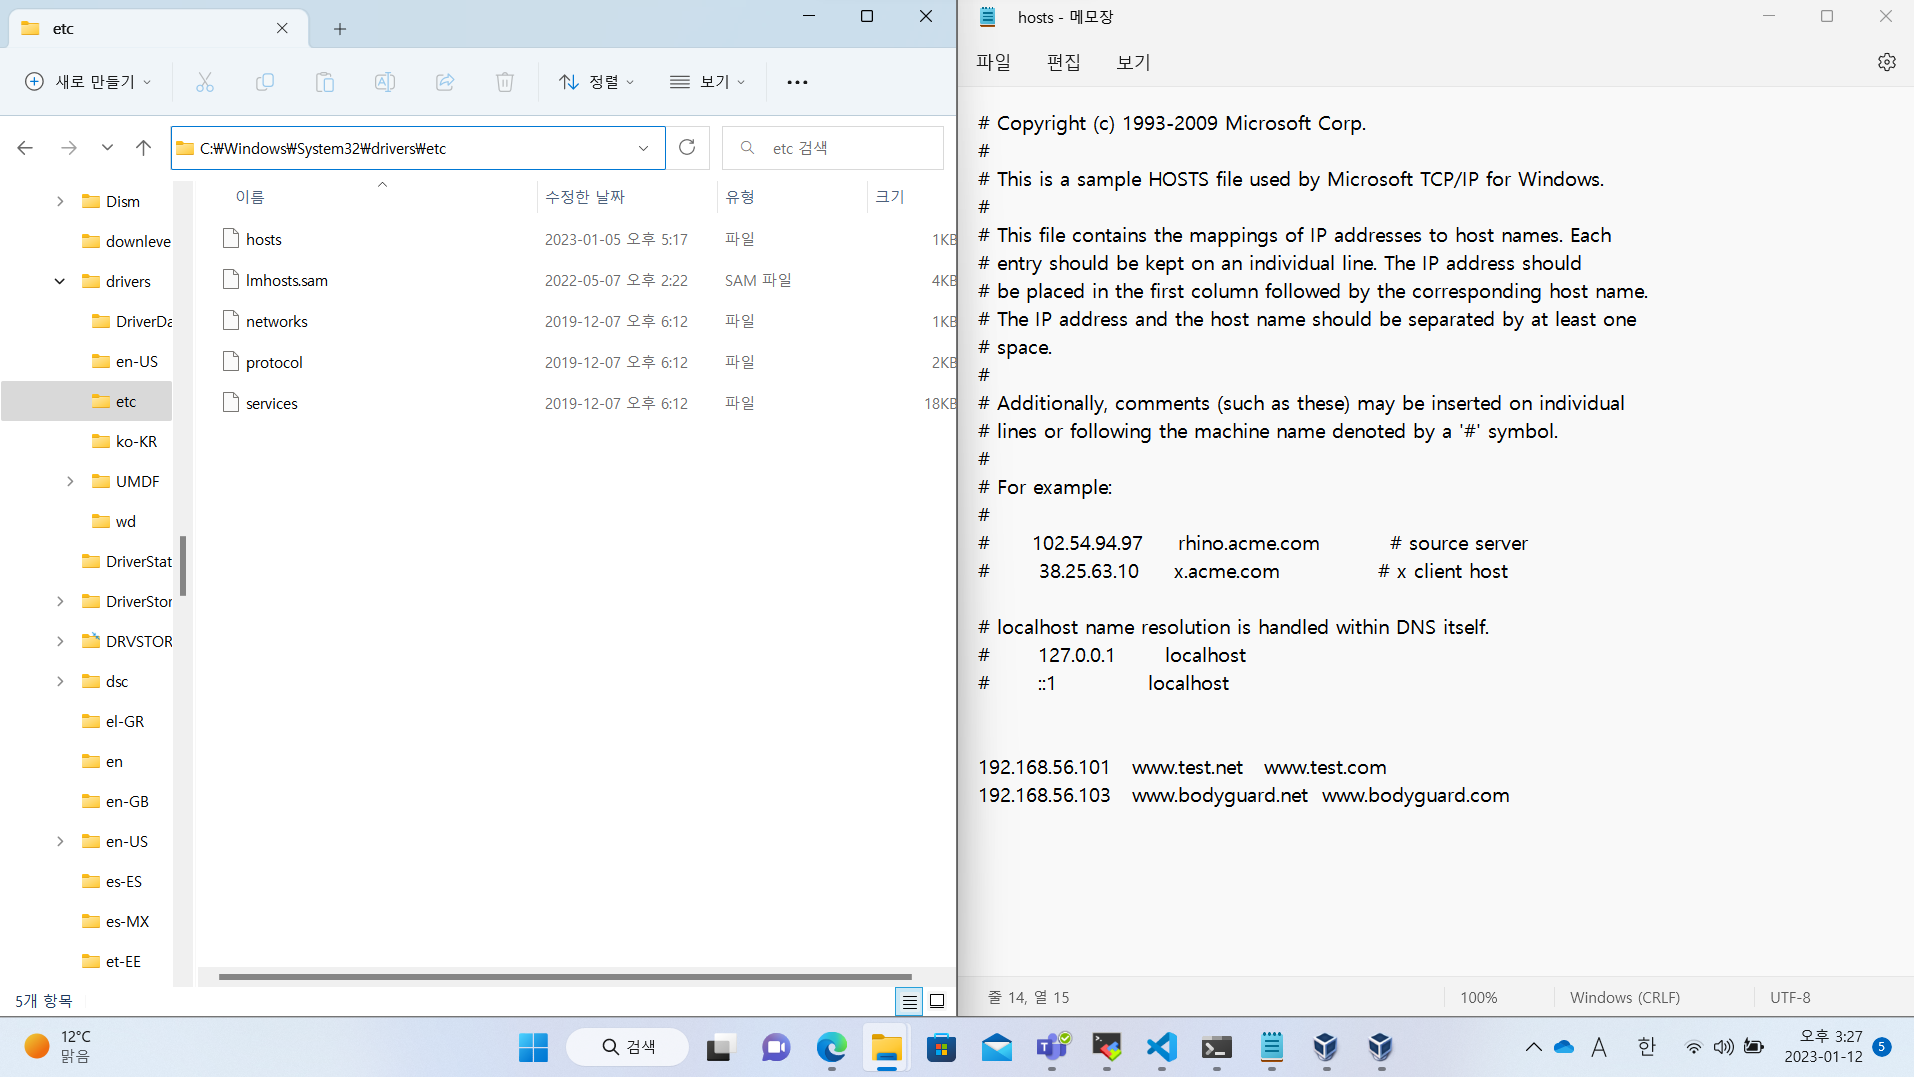 etc
새로 만들기
정렬
보기
C:₩Windows₩System32₩drivers₩etc
etc 검색
Dism
downleve
drivers
DriverDa
en-US
etc
ko-KR
UMDF
wd
DriverStat
DriverStor
DRVSTOR
dsc
el-GR
en
en-GB
en-US
es-ES
es-MX
et-EE
이름 수정한 날짜 유형 크기
hosts 2023-01-05 오후 5:17 파일 1KB
lmhosts.sam 2022-05-07 오후 2:22 SAM 파일 4KB
networks 2019-12-07 오후 6:12 파일 1KB
protocol 2019-12-07 오후 6:12 파일 2KB
services 2019-12-07 오후 6:12 파일 18KB
5개 항목
hosts - 메모장
파일 편집 보기
# Copyright (c) 1993-2009 Microsoft Corp.
#
# This is a sample HOSTS file used by Microsoft TCP/IP for Windows.
#
# This file contains the mappings of IP addresses to host names. Each
# entry should be kept on an individual line. The IP address should
# be placed in the first column followed by the corresponding host name.
# The IP address and the host name should be separated by at least one
# space.
#
# Additionally, comments (such as these) may be inserted on individual
# lines or following the machine name denoted by a '#' symbol.
#
# For example:
#
# 102.54.94.97 rhino.acme.com # source server
# 38.25.63.10 x.acme.com # x client host
# localhost name resolution is handled within DNS itself.
# 127.0.0.1 localhost
# ::1 localhost
192.168.56.101 www.test.net www.test.com
192.168.56.103 www.bodyguard.net www.bodyguard.com
줄 14, 열 15 100% Windows (CRLF) UTF-8
12°C
맑음
검색
A 한
오후 3:27
2023-01-12
5